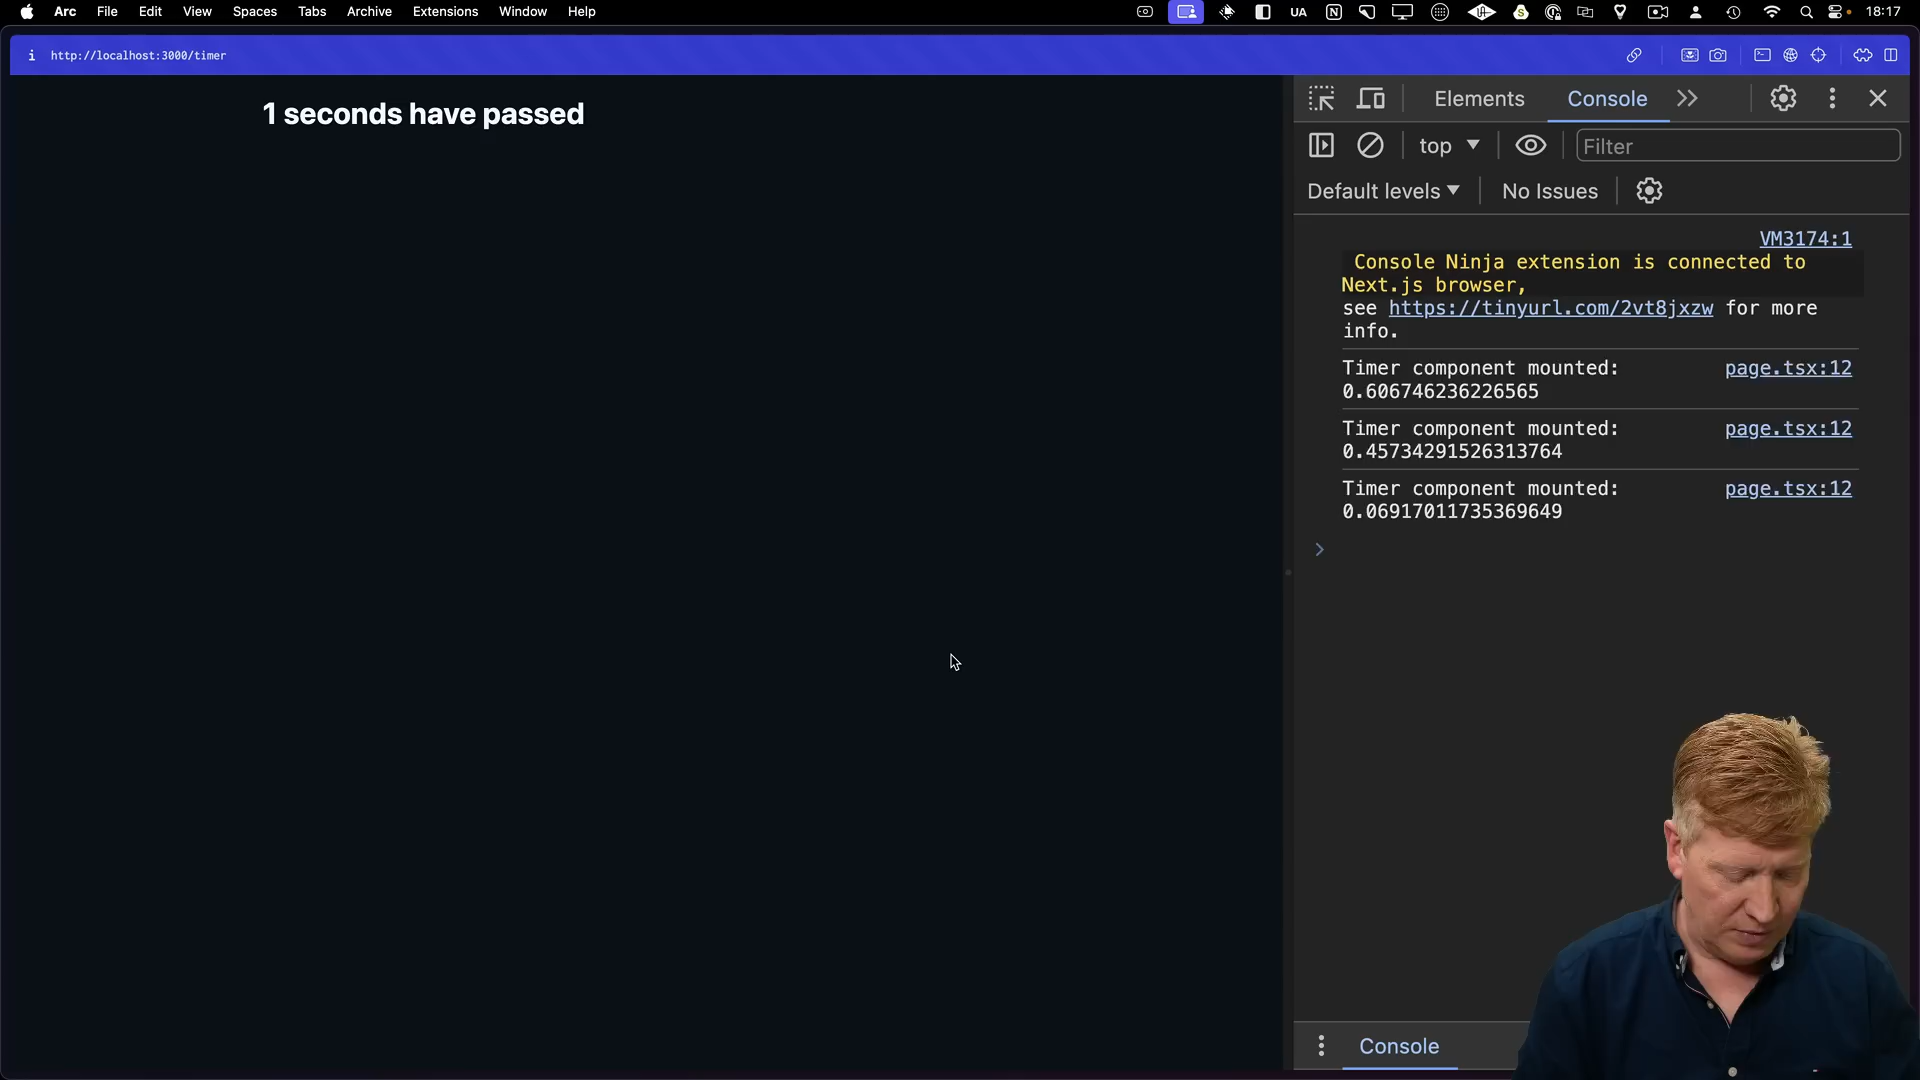 Arc File Edit View Spaces Tabs Archive Extensions Window Help UA 18:17
http://localhost:3000/timer
1 seconds have passed
Elements Console
top Filter
Default levels No Issues
VM3174:1
Console Ninja extension is connected to
Next.js browser,
see https://tinyurl.com/2vt8jxzw for more
info.
Timer component mounted: page.tsx:12
0.606746236226565
Timer component mounted: page.tsx:12
0.45734291526313764
Timer component mounted: page.tsx:12
0.06917011735369649
Console